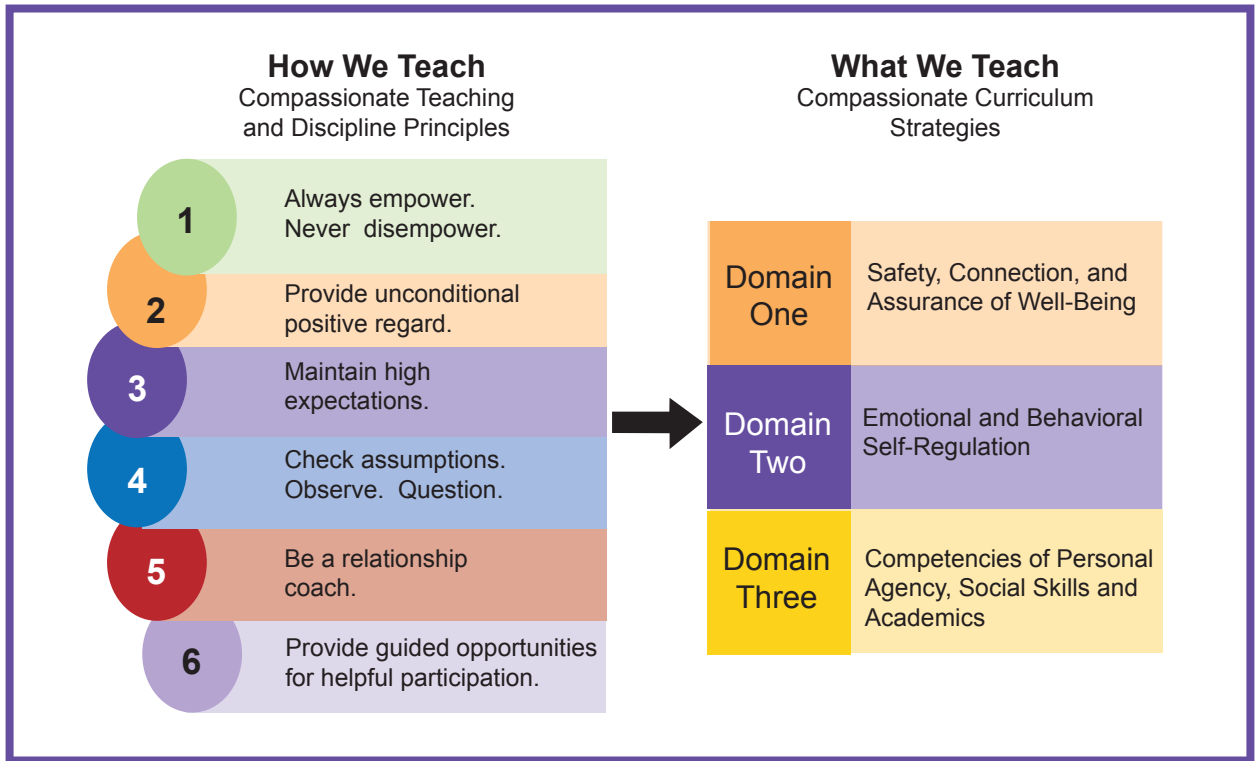 How We Teach
Compassionate Teaching
and Discipline Principles
1
Always empower.
Never disempower.
2
Provide unconditional
positive regard.
3
Maintain high
expectations.
4
Check assumptions.
Observe. Question.
5
Be a relationship
coach.
6
Provide guided opportunities
for helpful participation.
What We Teach
Compassionate Curriculum
Strategies
Domain
One
Safety, Connection, and
Assurance of Well-Being
Domain
Two
Emotional and Behavioral
Self-Regulation
Domain
Three
Competencies of Personal
Agency, Social Skills and
Academics